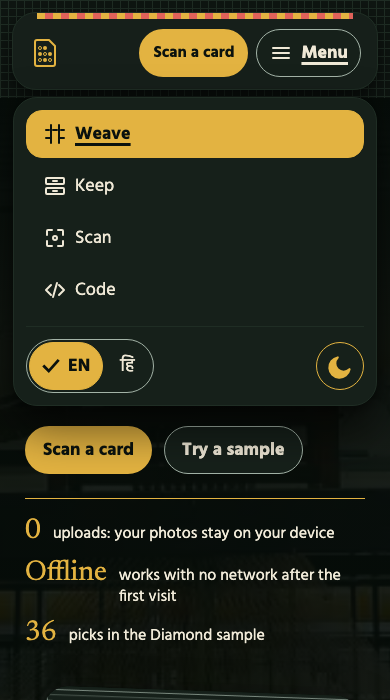 Scan a card
Menu
Weave
Keep
Scan
Code
EN
हि
Scan a card
Try a sample
0 uploads: your photos stay on your device
Offline works with no network after the
first visit
36 picks in the Diamond sample